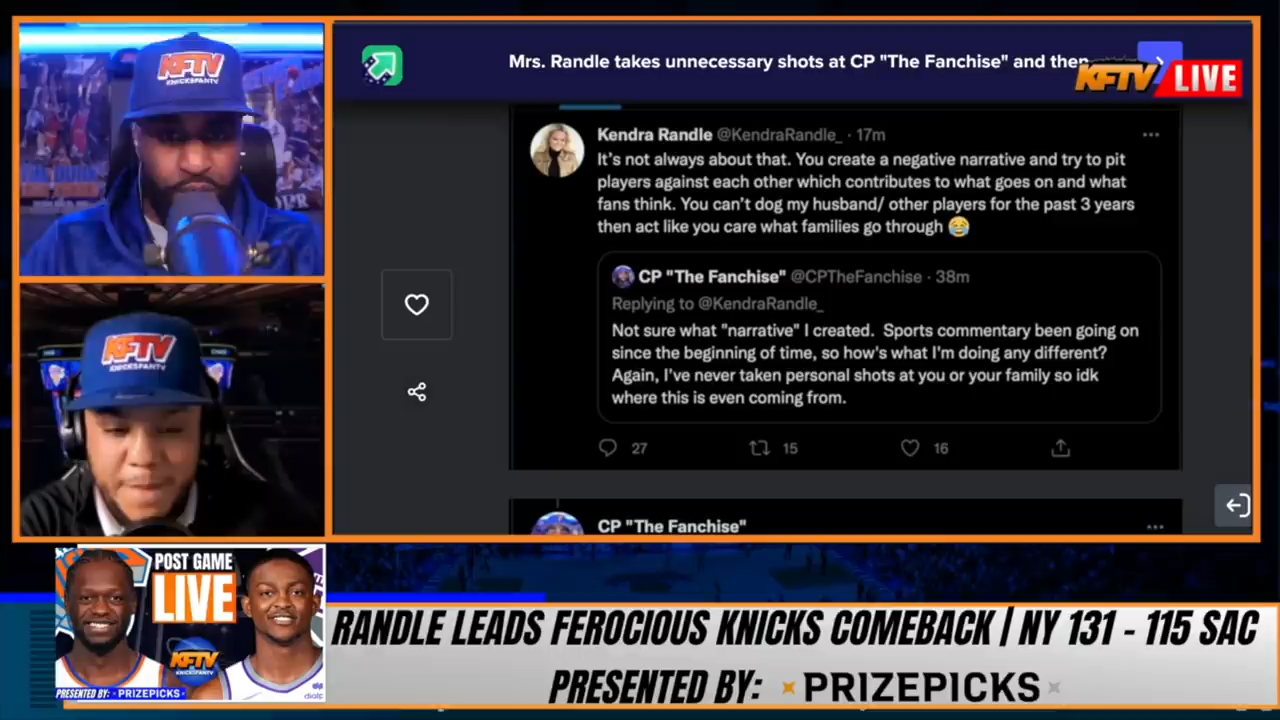 KFTV
KNICKSFANTV
KFTV
KNICKSFANTV
Mrs. Randle takes unnecessary shots at CP "The Fanchise" and then
KFTV LIVE
Kendra Randle @KendraRandle_ · 17m
It's not always about that. You create a negative narrative and try to pit
players against each other which contributes to what goes on and what
fans think. You can't dog my husband/ other players for the past 3 years
then act like you care what families go through 😂
CP "The Fanchise" @CPTheFanchise · 38m
Replying to @KendraRandle_
Not sure what "narrative" I created. Sports commentary been going on
since the beginning of time, so how's what I'm doing any different?
Again, I've never taken personal shots at you or your family so idk
where this is even coming from.
27 15 16
CP "The Fanchise"
POST GAME
LIVE
KFTV
KNICKSFANTV
PRESENTED BY: PRIZEPICKS
RANDLE LEADS FEROCIOUS KNICKS COMEBACK | NY 131 - 115 SAC
PRESENTED BY: PRIZEPICKS